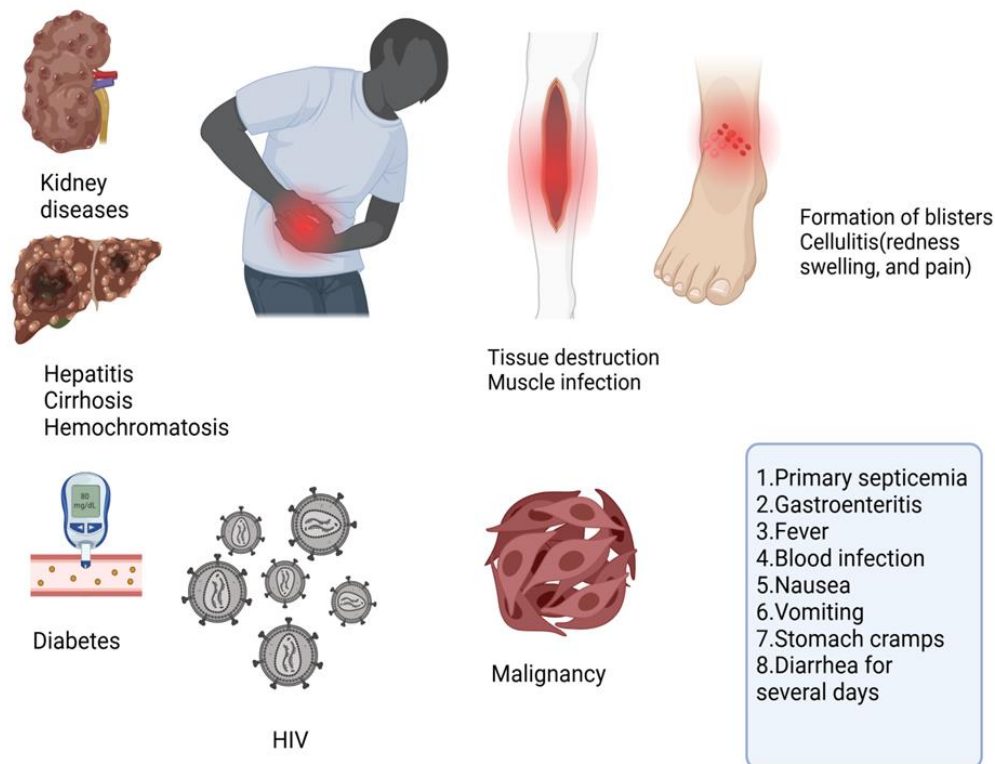 Kidney
diseases
Hepatitis
Cirrhosis
Hemochromatosis
Tissue destruction
Muscle infection
Formation of blisters
Cellulitis(redness
swelling, and pain)
80
mg/dL
Diabetes
HIV
Malignancy
1.Primary septicemia
2.Gastroenteritis
3.Fever
4.Blood infection
5.Nausea
6.Vomiting
7.Stomach cramps
8.Diarrhea for
several days